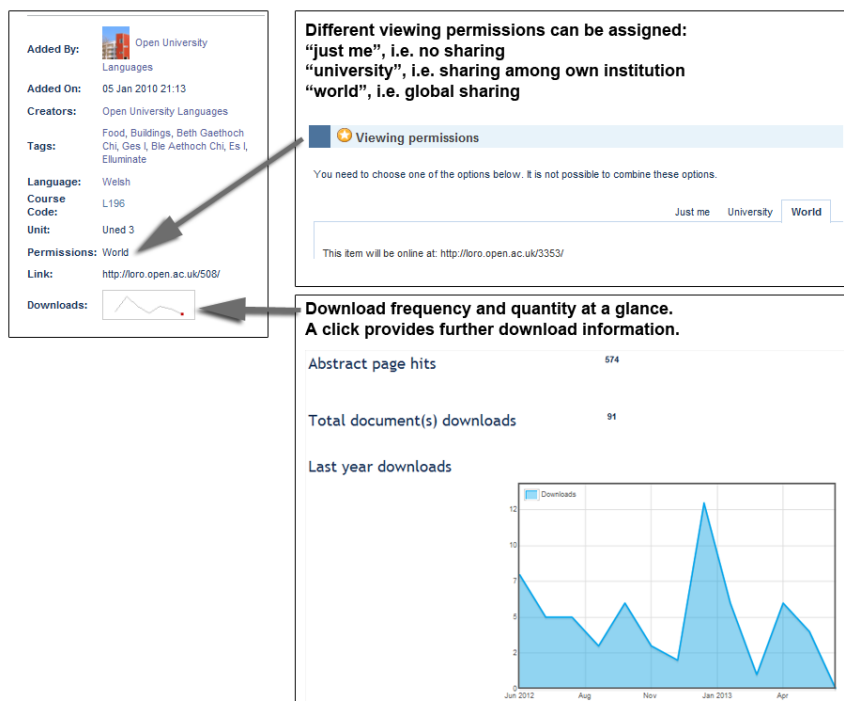 Added By:
Open University
Languages
Added On:
05 Jan 2010 21:13
Creators:
Open University Languages
Tags:
Food, Buildings, Beth Gaethoch
Chi, Ges I, Ble Aethoch Chi, Es I,
Elluminate
Language:
Welsh
Course
Code:
L196
Unit:
Uned 3
Permissions:
World
Link:
http://loro.open.ac.uk/508/
Downloads:
Different viewing permissions can be assigned:
“just me”, i.e. no sharing
“university”, i.e. sharing among own institution
“world”, i.e. global sharing
Viewing permissions
You need to choose one of the options below. It is not possible to combine these options.
Just me University World
This item will be online at: http://loro.open.ac.uk/3353/
Download frequency and quantity at a glance.
A click provides further download information.
Abstract page hits 574
Total document(s) downloads 91
Last year downloads
Downloads
12
10
7
5
2
0
Jun 2012 Aug Nov Jan 2013 Apr